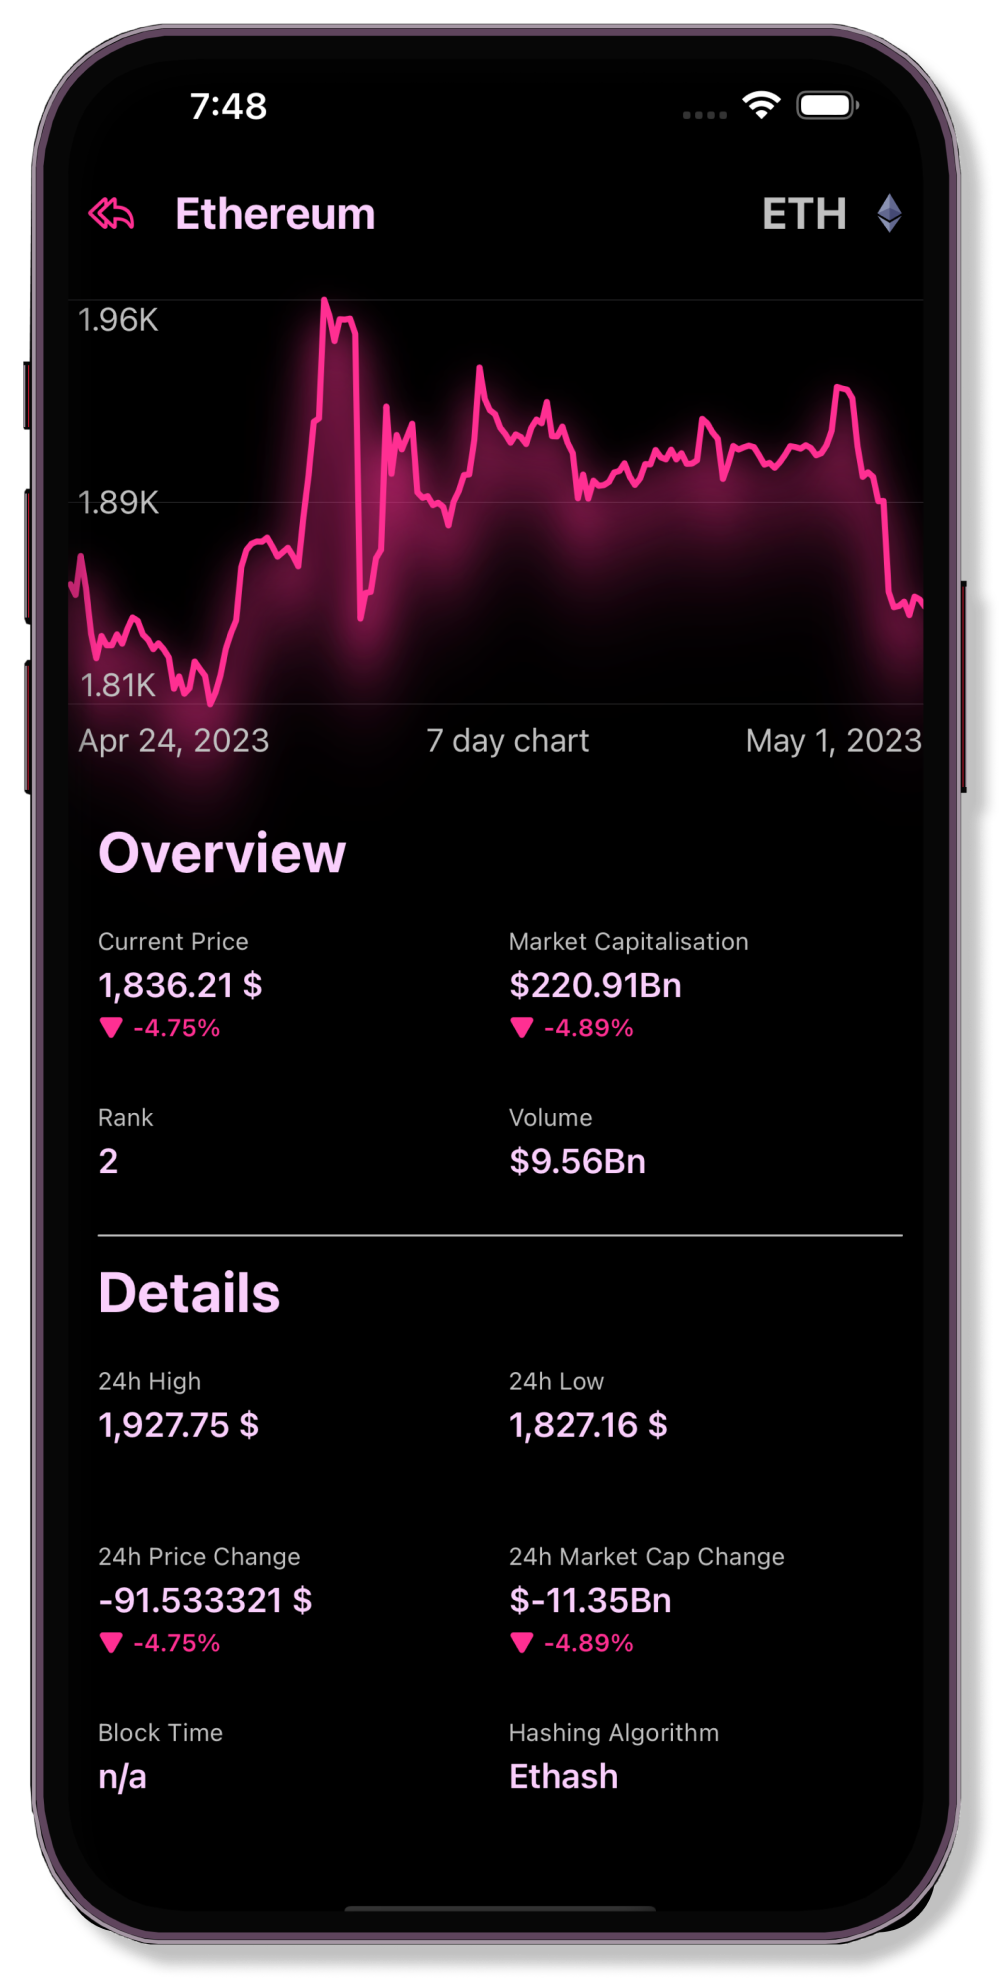 7:48
Ethereum ETH
1.96K
1.89K
1.81K
Apr 24, 2023 7 day chart May 1, 2023
Overview
Current Price Market Capitalisation
1,836.21 $ $220.91Bn
-4.75% -4.89%
Rank Volume
2 $9.56Bn
Details
24h High 24h Low
1,927.75 $ 1,827.16 $
24h Price Change 24h Market Cap Change
-91.533321 $ $-11.35Bn
-4.75% -4.89%
Block Time Hashing Algorithm
n/a Ethash